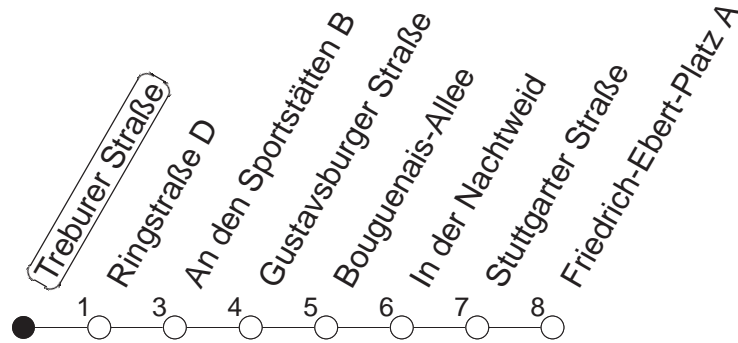 Treburer Straße
Ringstraße D
An den Sportstätten B
Gustavsburger Straße
Bouguenais-Allee
In der Nachtweid
Stuttgarter Straße
Friedrich-Ebert-Platz A
1 3 4 5 6 7 8